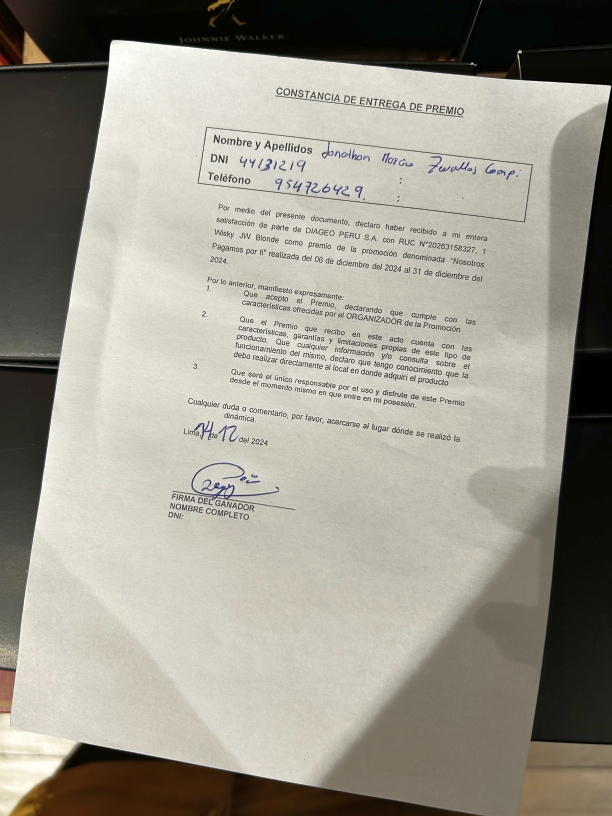 JOHNNIE WALKER.
CONSTANCIA DE ENTREGA DE PREMIO
Nombre y Apellidos Jonathan Zevallos
DNI 44131219 :
Teléfono 954726429. :
Por medio del presente documento, declaro haber recibido a mi entera
satisfacción de parte de DIAGEO PERU S.A. con RUC N°20263158327, 1
Wisky JW Blonde como premio de la promoción denominada "Nosotros
Pagamos por ti" realizada del 06 de diciembre del 2024 al 31 de diciembre del
2024.
Por lo anterior, manifiesto expresamente:
1. Que acepto el Premio, declarando que cumple con las
características ofrecidas por el ORGANIZADOR de la Promoción
2. Que el Premio que recibo en este acto cuenta con las
características, garantías y limitaciones propias de este tipo de
producto. Que cualquier información y/o consulta sobre el
funcionamiento del mismo, declaro que tengo conocimiento que la
debo realizar directamente al local en donde adquirí el producto
3. Que seré el único responsable por el uso y disfrute de este Premio
desde el momento mismo en que entre en mi posesión.
Cualquier duda o comentario, por favor, acercarse al lugar dónde se realizó la
dinámica.
Lima, 14 de 12 del 2024
FIRMA DEL GANADOR
NOMBRE COMPLETO
DNI: